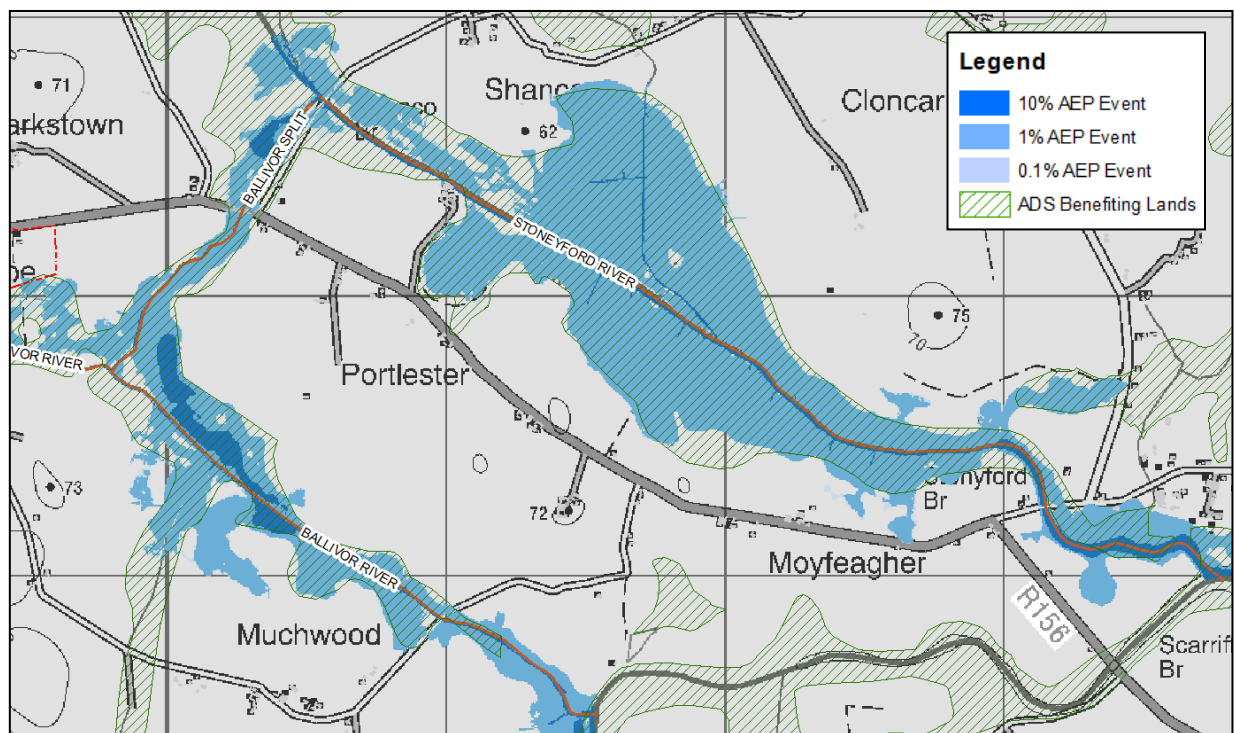 Legend
10% AEP Event
1% AEP Event
0.1% AEP Event
ADS Benefiting Lands
71
arkstown
Shanco
62
Cloncar
BALLIVOR SPLIT
STONEYFORD RIVER
75
70
VOR RIVER
Portlester
73
72
BALLIVOR RIVER
Br
Moyfeagher
R156
Muchwood
Scarriff
Br